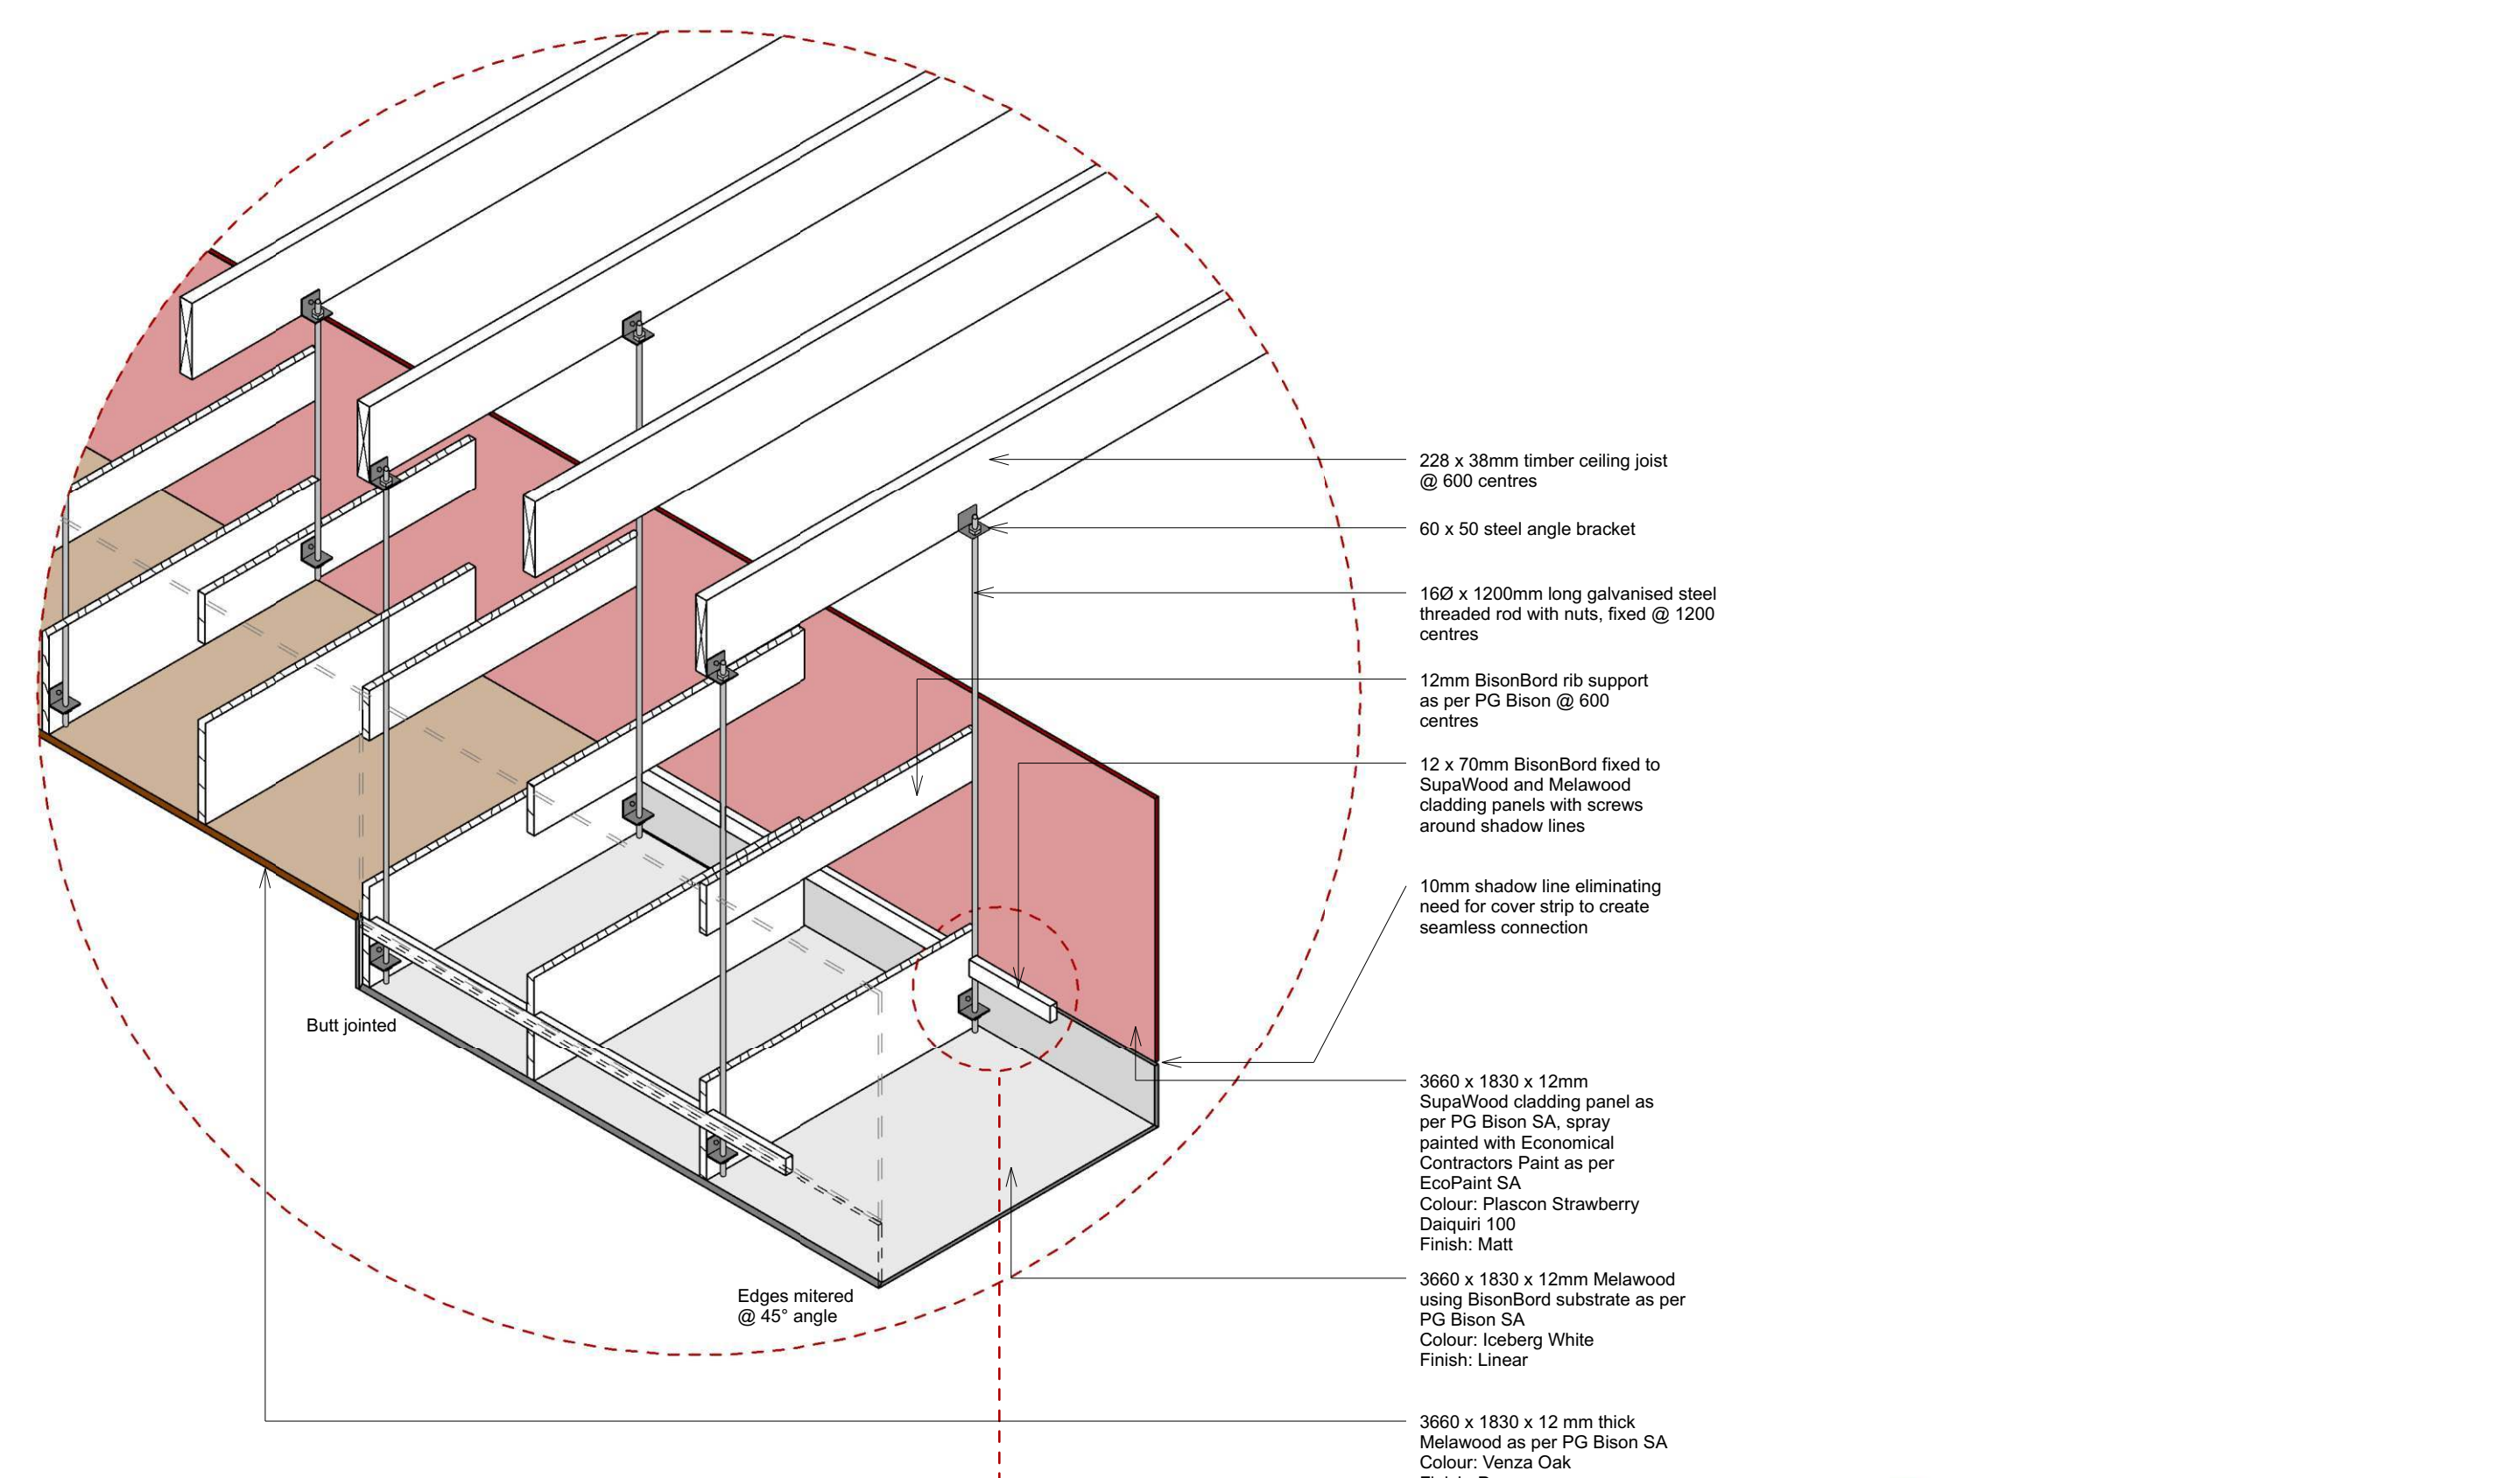 228 x 38mm timber ceiling joist
@ 600 centres
60 x 50 steel angle bracket
16Ø x 1200mm long galvanised steel
threaded rod with nuts, fixed @ 1200
centres
12mm BisonBord rib support
as per PG Bison @ 600
centres
12 x 70mm BisonBord fixed to
SupaWood and Melawood
cladding panels with screws
around shadow lines
10mm shadow line eliminating
need for cover strip to create
seamless connection
Butt jointed
3660 x 1830 x 12mm
SupaWood cladding panel as
per PG Bison SA, spray
painted with Economical
Contractors Paint as per
EcoPaint SA
Colour: Plascon Strawberry
Daiquiri 100
Finish: Matt
3660 x 1830 x 12mm Melawood
using BisonBord substrate as per
PG Bison SA
Colour: Iceberg White
Finish: Linear
Edges mitered
@ 45° angle
3660 x 1830 x 12 mm thick
Melawood as per PG Bison SA
Colour: Venza Oak